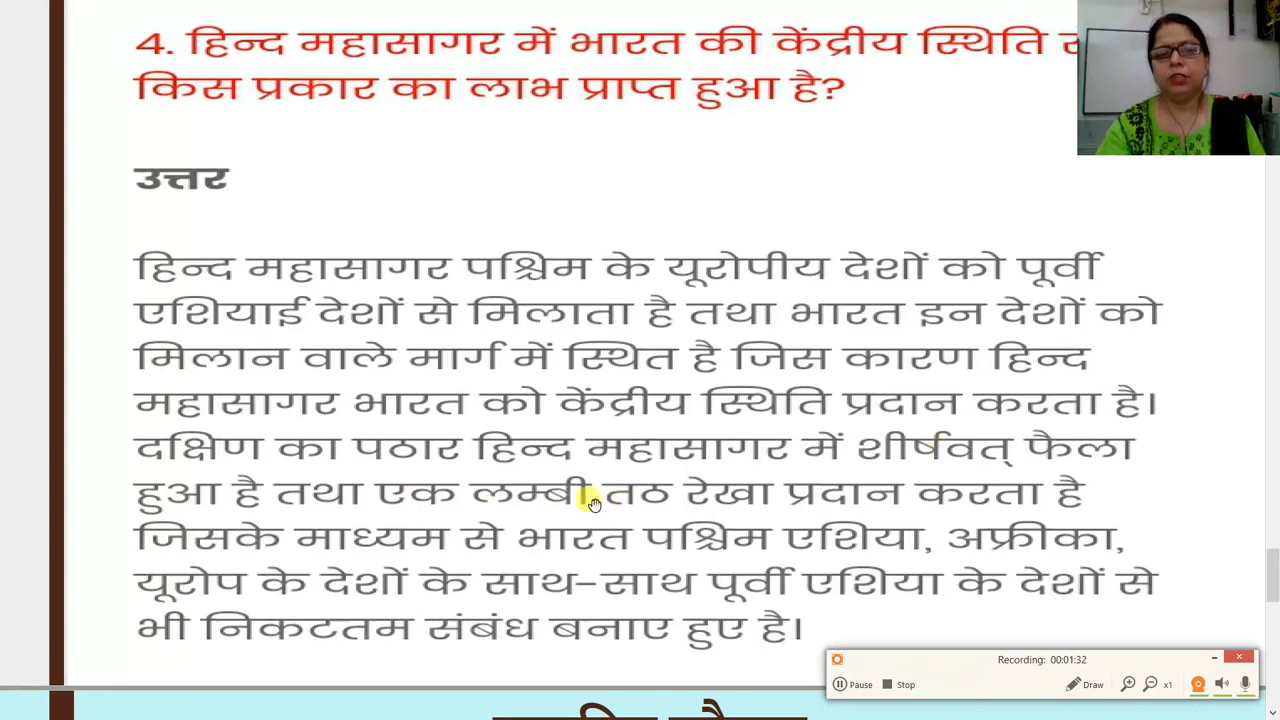 4. हिन्द महासागर में भारत की केंद्रीय स्थिति
किस प्रकार का लाभ प्राप्त हुआ है?
उत्तर
हिन्द महासागर पश्चिम के यूरोपीय देशों को पूर्वी
एशियाई देशों से मिलाता है तथा भारत इन देशों को
मिलान वाले मार्ग में स्थित है जिस कारण हिन्द
महासागर भारत को केंद्रीय स्थिति प्रदान करता है।
दक्षिण का पठार हिन्द महासागर में शीर्षवत् फैला
हुआ है तथा एक लम्बी तठ रेखा प्रदान करता है
जिसके माध्यम से भारत पश्चिम एशिया, अफ्रीका,
यूरोप के देशों के साथ-साथ पूर्वी एशिया के देशों से
भी निकटतम संबंध बनाए हुए है।
Recording: 00:01:32
Pause Stop Draw x1